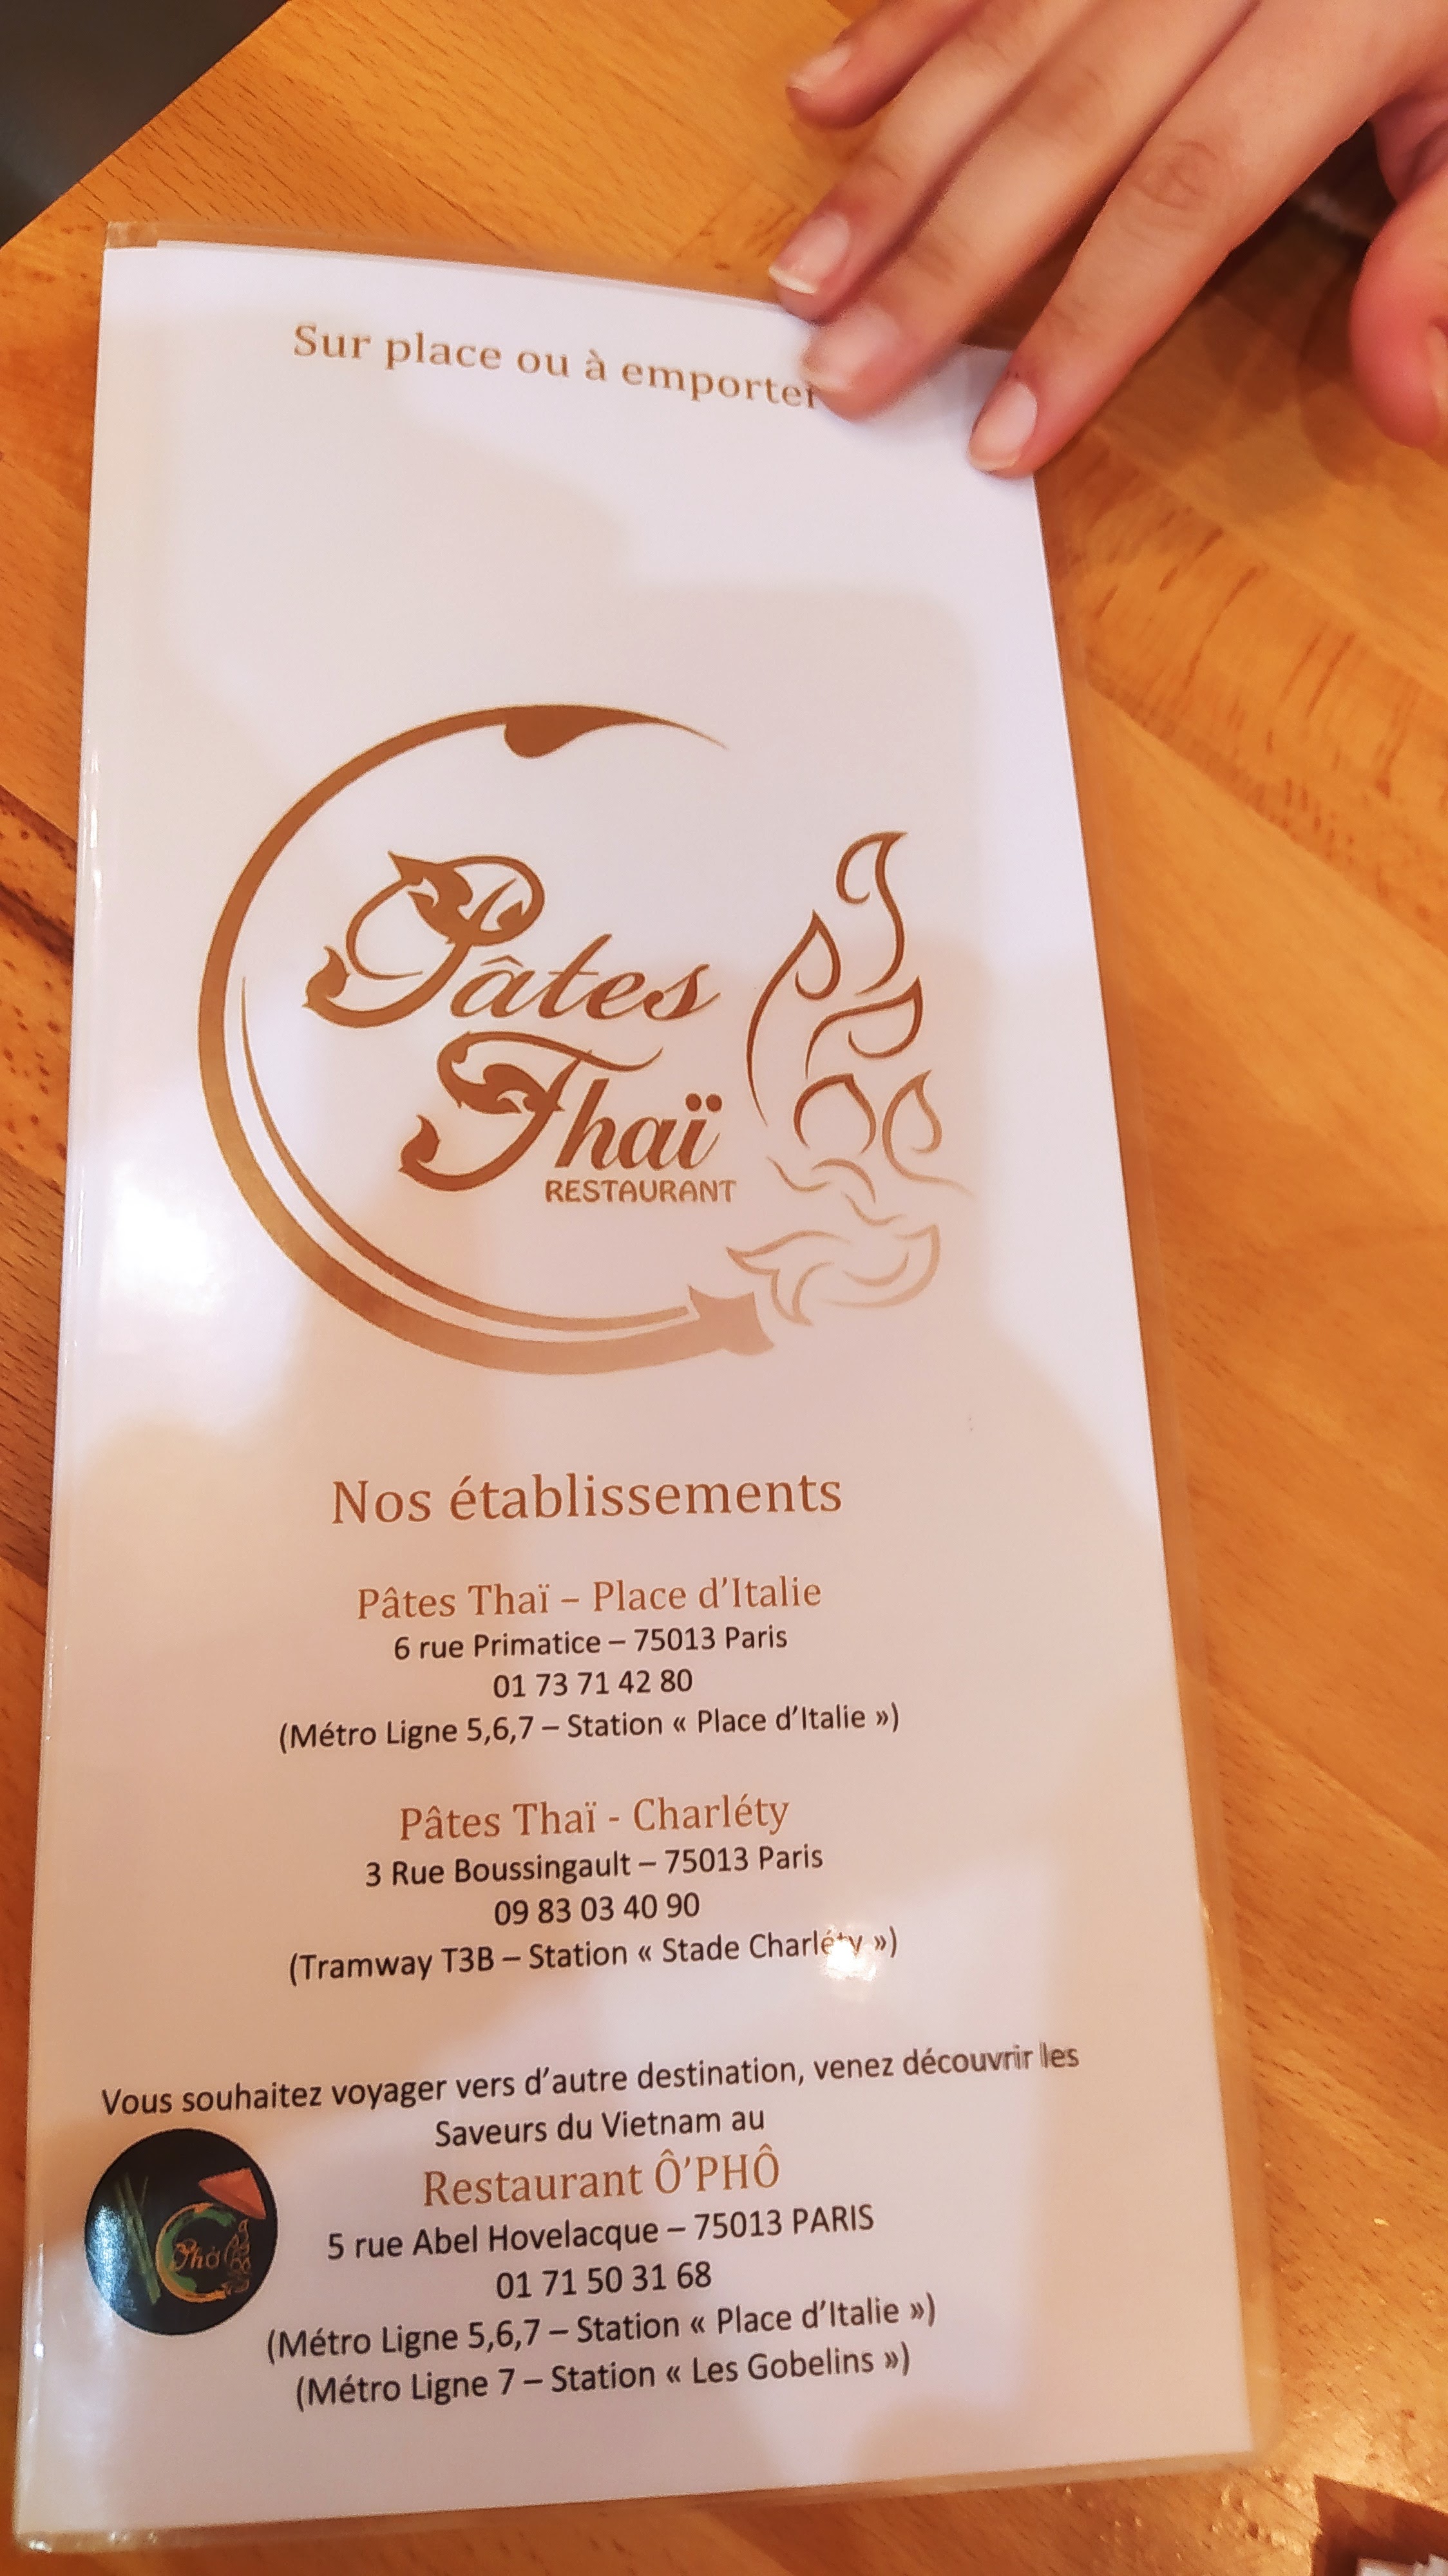 Sur place ou à emporter
Pâtes
Thaï
RESTAURANT
Nos établissements
Pâtes Thaï – Place d'Italie
6 rue Primatice – 75013 Paris
01 73 71 42 80
(Métro Ligne 5,6,7 – Station « Place d'Italie »)
Pâtes Thaï - Charléty
3 Rue Boussingault – 75013 Paris
09 83 03 40 90
(Tramway T3B – Station « Stade Charléty »)
Vous souhaitez voyager vers d'autre destination, venez découvrir les
Saveurs du Vietnam au
Restaurant Ô'PHÔ
5 rue Abel Hovelacque – 75013 PARIS
01 71 50 31 68
(Métro Ligne 5,6,7 – Station « Place d'Italie »)
(Métro Ligne 7 – Station « Les Gobelins »)
Phở